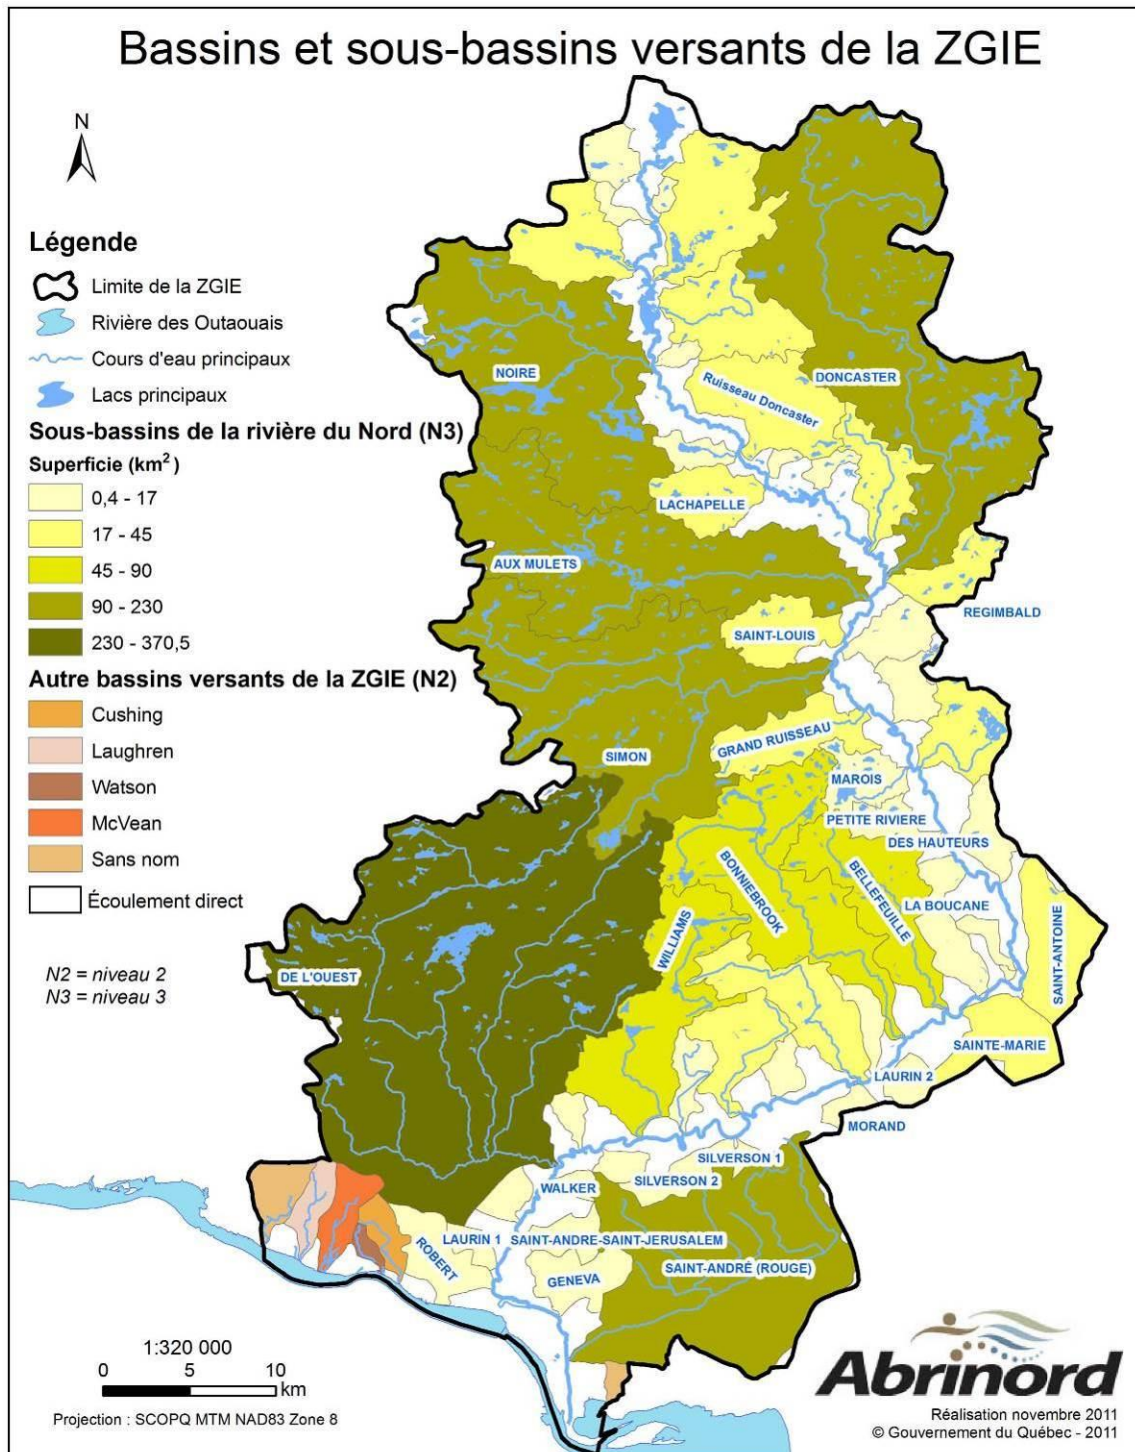 Bassins et sous-bassins versants de la ZGIE
N
Légende
Limite de la ZGIE
Rivière des Outaouais
Cours d'eau principaux
Lacs principaux
Sous-bassins de la rivière du Nord (N3)
Superficie (km²)
0,4 - 17
17 - 45
45 - 90
90 - 230
230 - 370,5
Autre bassins versants de la ZGIE (N2)
Cushing
Laughren
Watson
McVean
Sans nom
Écoulement direct
N2 = niveau 2
N3 = niveau 3
NOIRE
Ruisseau Doncaster
DONCASTER
LACHAPELLE
AUX MULETS
REGIMBALD
SAINT-LOUIS
GRAND RUISSEAU
SIMON
MAROIS
PETITE RIVIERE
DES HAUTEURS
BONNIEBROOK
BELLEFEUILLE
LA BOUCANE
WILLIAMS
SAINT-ANTOINE
DE L'OUEST
SAINTE-MARIE
LAURIN 2
MORAND
SILVERSON 1
SILVERSON 2
WALKER
LAURIN 1
SAINT-ANDRE-SAINT-JERUSALEM
ROBERT
GENEVA
SAINT-ANDRÉ (ROUGE)
1:320 000
0 5 10
km
Projection : SCOPQ MTM NAD83 Zone 8
Abrinord
Réalisation novembre 2011
© Gouvernement du Québec - 2011